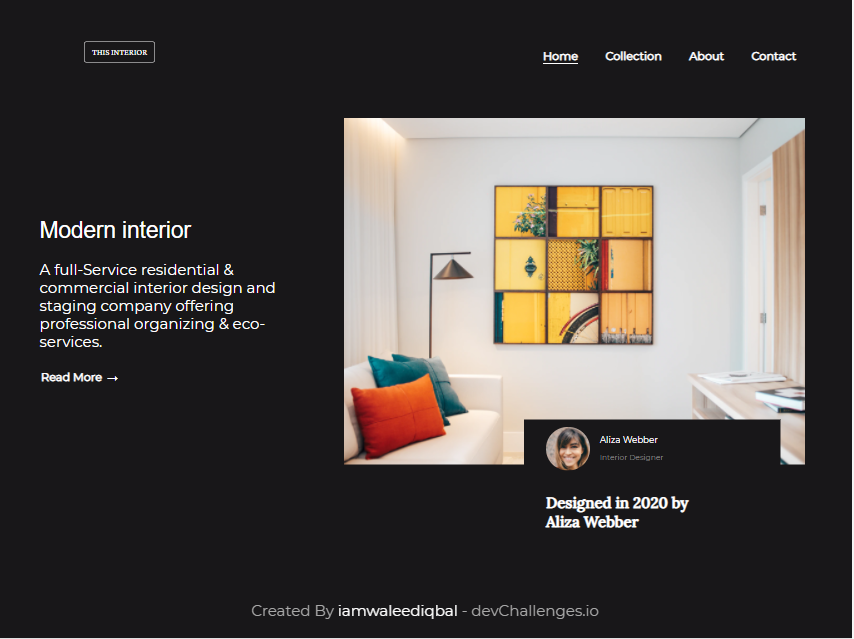 THIS INTERIOR
Home Collection About Contact
Modern interior
A full-Service residential &
commercial interior design and
staging company offering
professional organizing & eco-
services.
Read More →
Aliza Webber
Interior Designer
Designed in 2020 by
Aliza Webber
Created By iamwaleediqbal - devChallenges.io